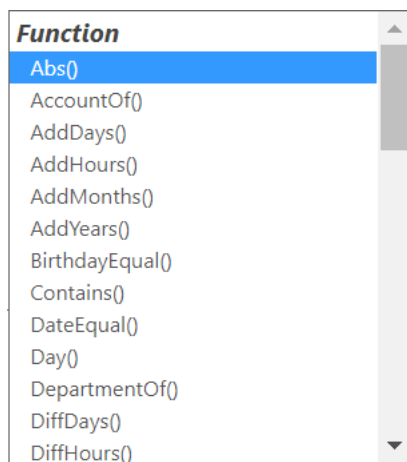 Function
Abs()
AccountOf()
AddDays()
AddHours()
AddMonths()
AddYears()
BirthdayEqual()
Contains()
DateEqual()
Day()
DepartmentOf()
DiffDays()
DiffHours()